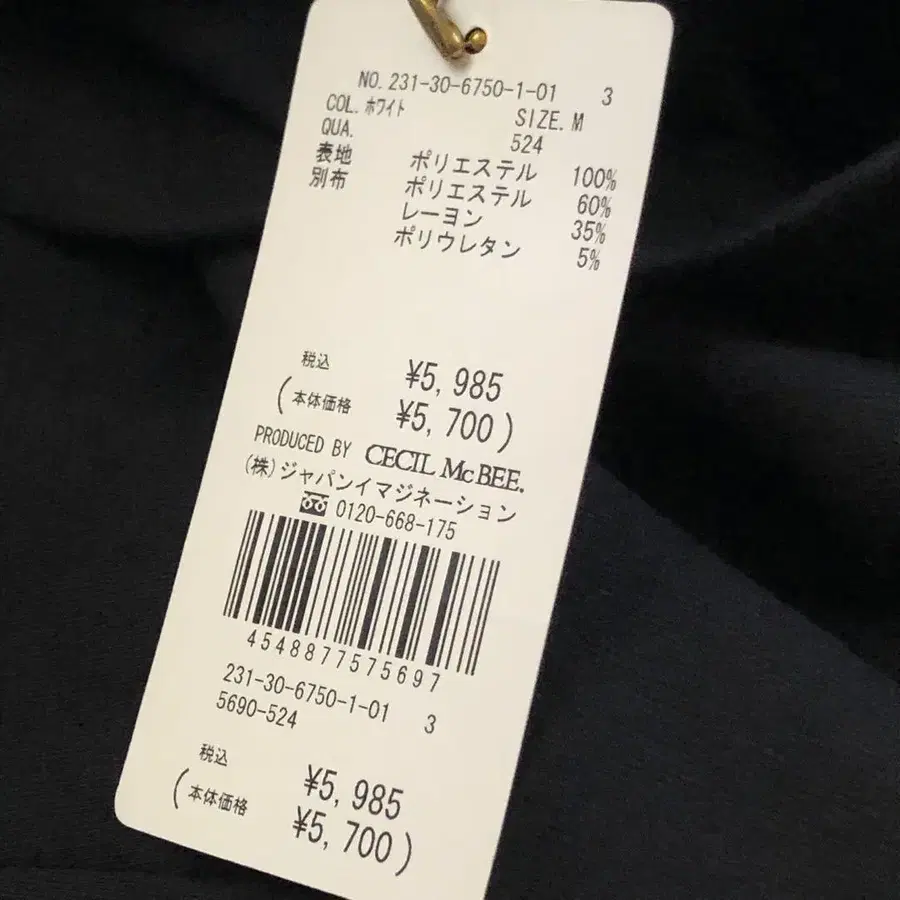 NO. 231-30-6750-1-01 3
COL. ホワイト SIZE. M
QUA. 524
表地 ポリエステル 100%
別布 ポリエステル 60%
レーヨン 35%
ポリウレタン 5%
税込 ¥5,985
(本体価格 ¥5,700)
PRODUCED BY CECIL McBEE.
(株)ジャパンイマジネーション
0120-668-175
4548877575697
231-30-6750-1-01 3
5690-524
税込 ¥5,985
(本体価格 ¥5,700)